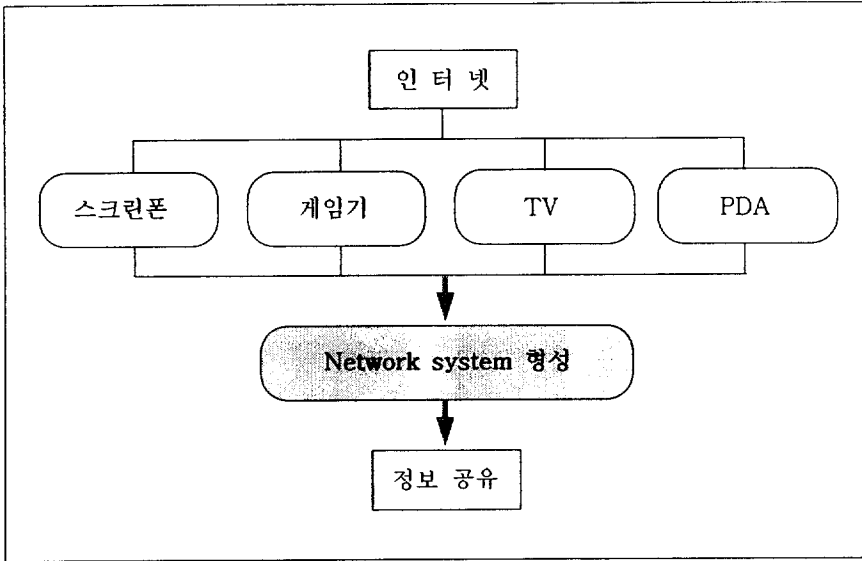 인 터 넷
스크린폰
게임기
TV
PDA
Network system 형성
정보 공유